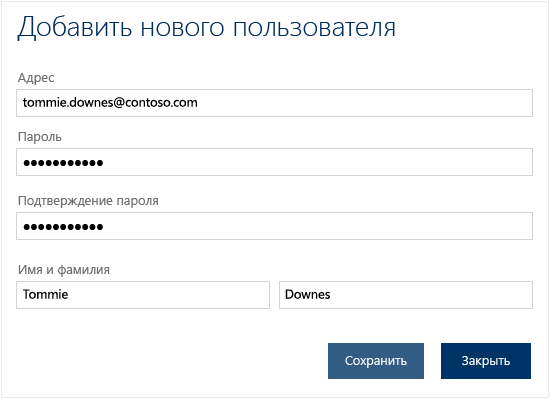 Добавить нового пользователя
Адрес
tommie.downes@contoso.com
Пароль
●●●●●●●●●●●
Подтверждение пароля
●●●●●●●●●●●
Имя и фамилия
Tommie Downes
Сохранить Закрыть